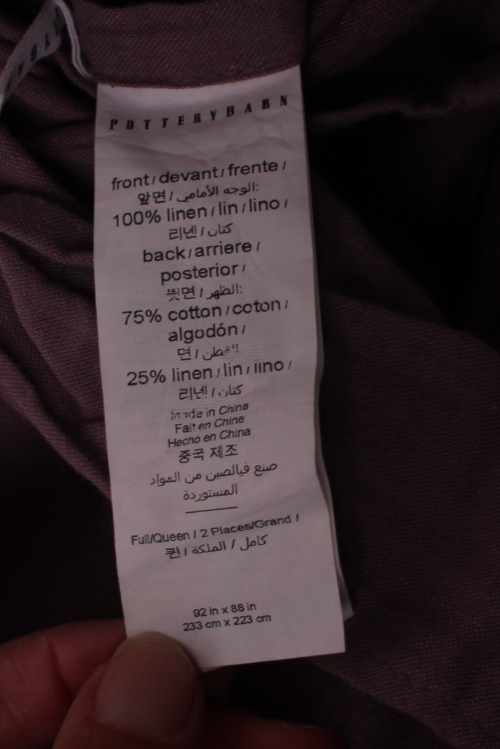 POTTERYBARN
front / devant / frente /
앞면 / الوجه الأمامي:
100% linen / lin / lino /
리넨 / كتان
back / arriere /
posterior /
뒷면 / الظهر:
75% cotton / coton /
algodón /
면 / القطن
25% linen / lin / lino /
리넨 / كتان
Made in China
Fait en Chine
Hecho en China
중국 제조
صنع فيالصين من المواد
المستوردة
Full/Queen / 2 Places/Grand /
퀸 / الملكة / كامل
92 in x 88 in
233 cm x 223 cm